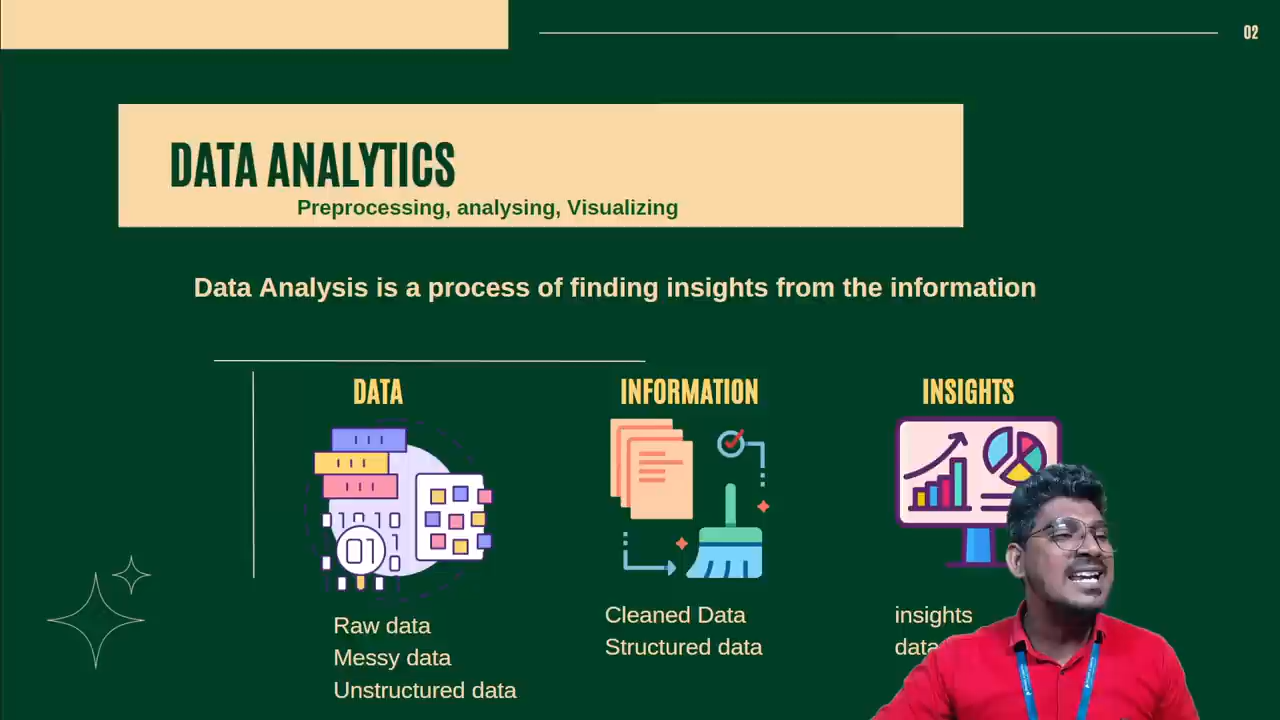 02
DATA ANALYTICS
Preprocessing, analysing, Visualizing
Data Analysis is a process of finding insights from the information
DATA
INFORMATION
INSIGHTS
01
Raw data
Messy data
Unstructured data
Cleaned Data
Structured data
insights
data